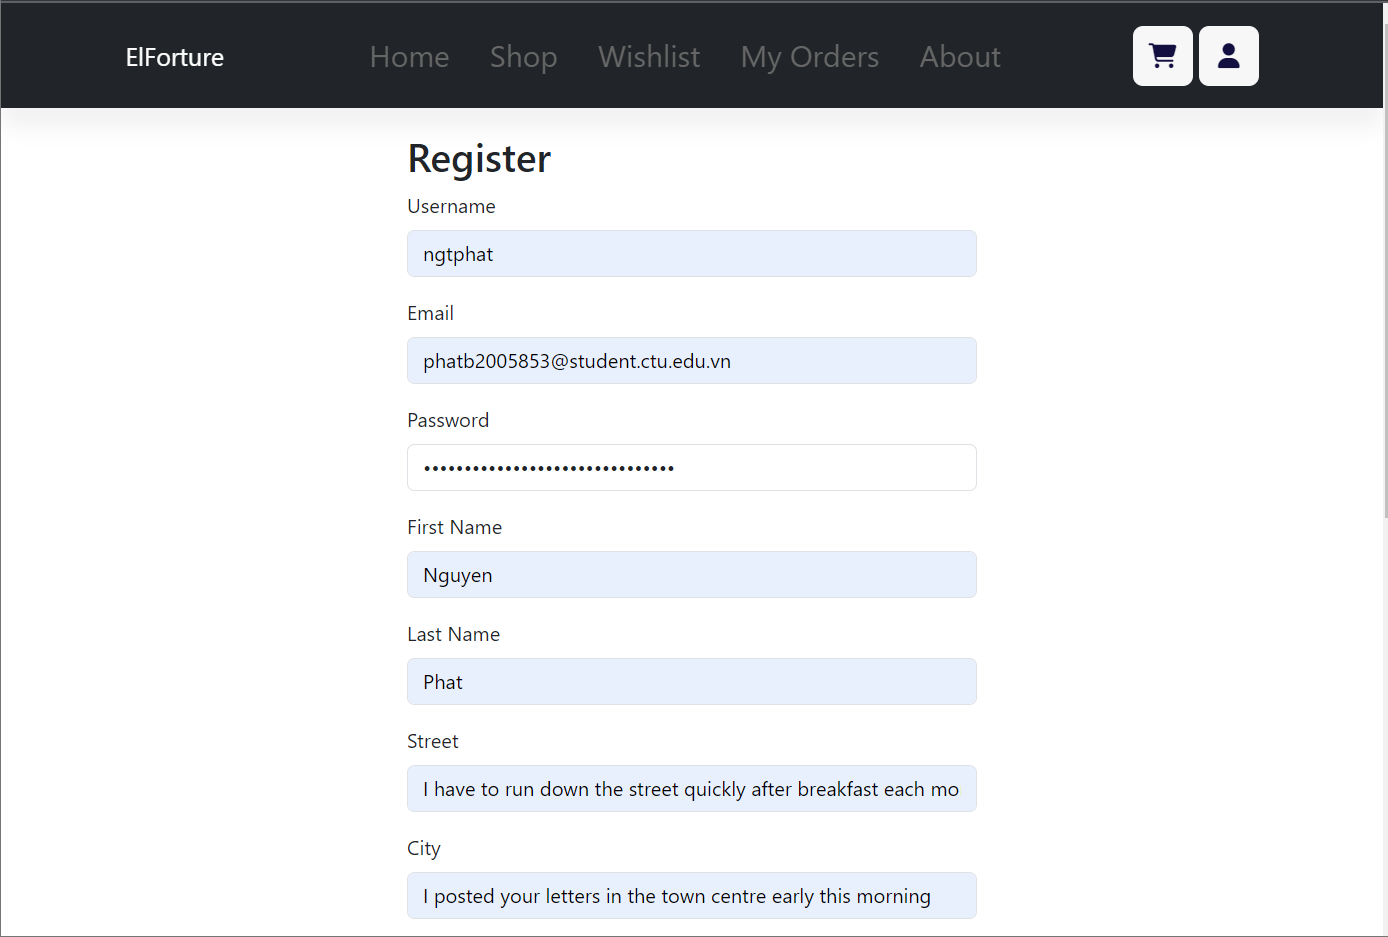 ElForture Home Shop Wishlist My Orders About
Register
Username
ngtphat
Email
phatb2005853@student.ctu.edu.vn
Password
•••••••••••••••••••••••••••••••
First Name
Nguyen
Last Name
Phat
Street
I have to run down the street quickly after breakfast each mo
City
I posted your letters in the town centre early this morning